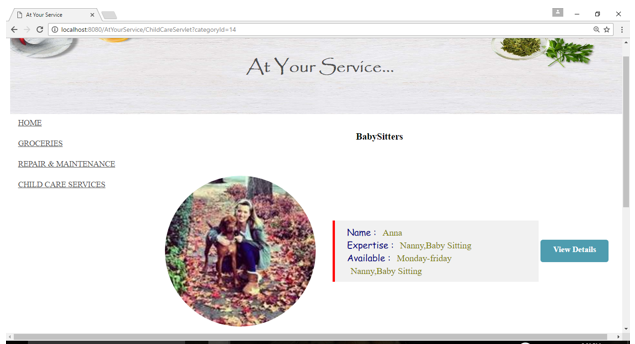 At Your Service
localhost:8080/AtYourService/ChildCareServlet?categoryId=14
At Your Service...
HOME
BabySitters
GROCERIES
REPAIR & MAINTENANCE
CHILD CARE SERVICES
Name : Anna
Expertise : Nanny,Baby Sitting
Available : Monday-friday
Nanny,Baby Sitting
View Details